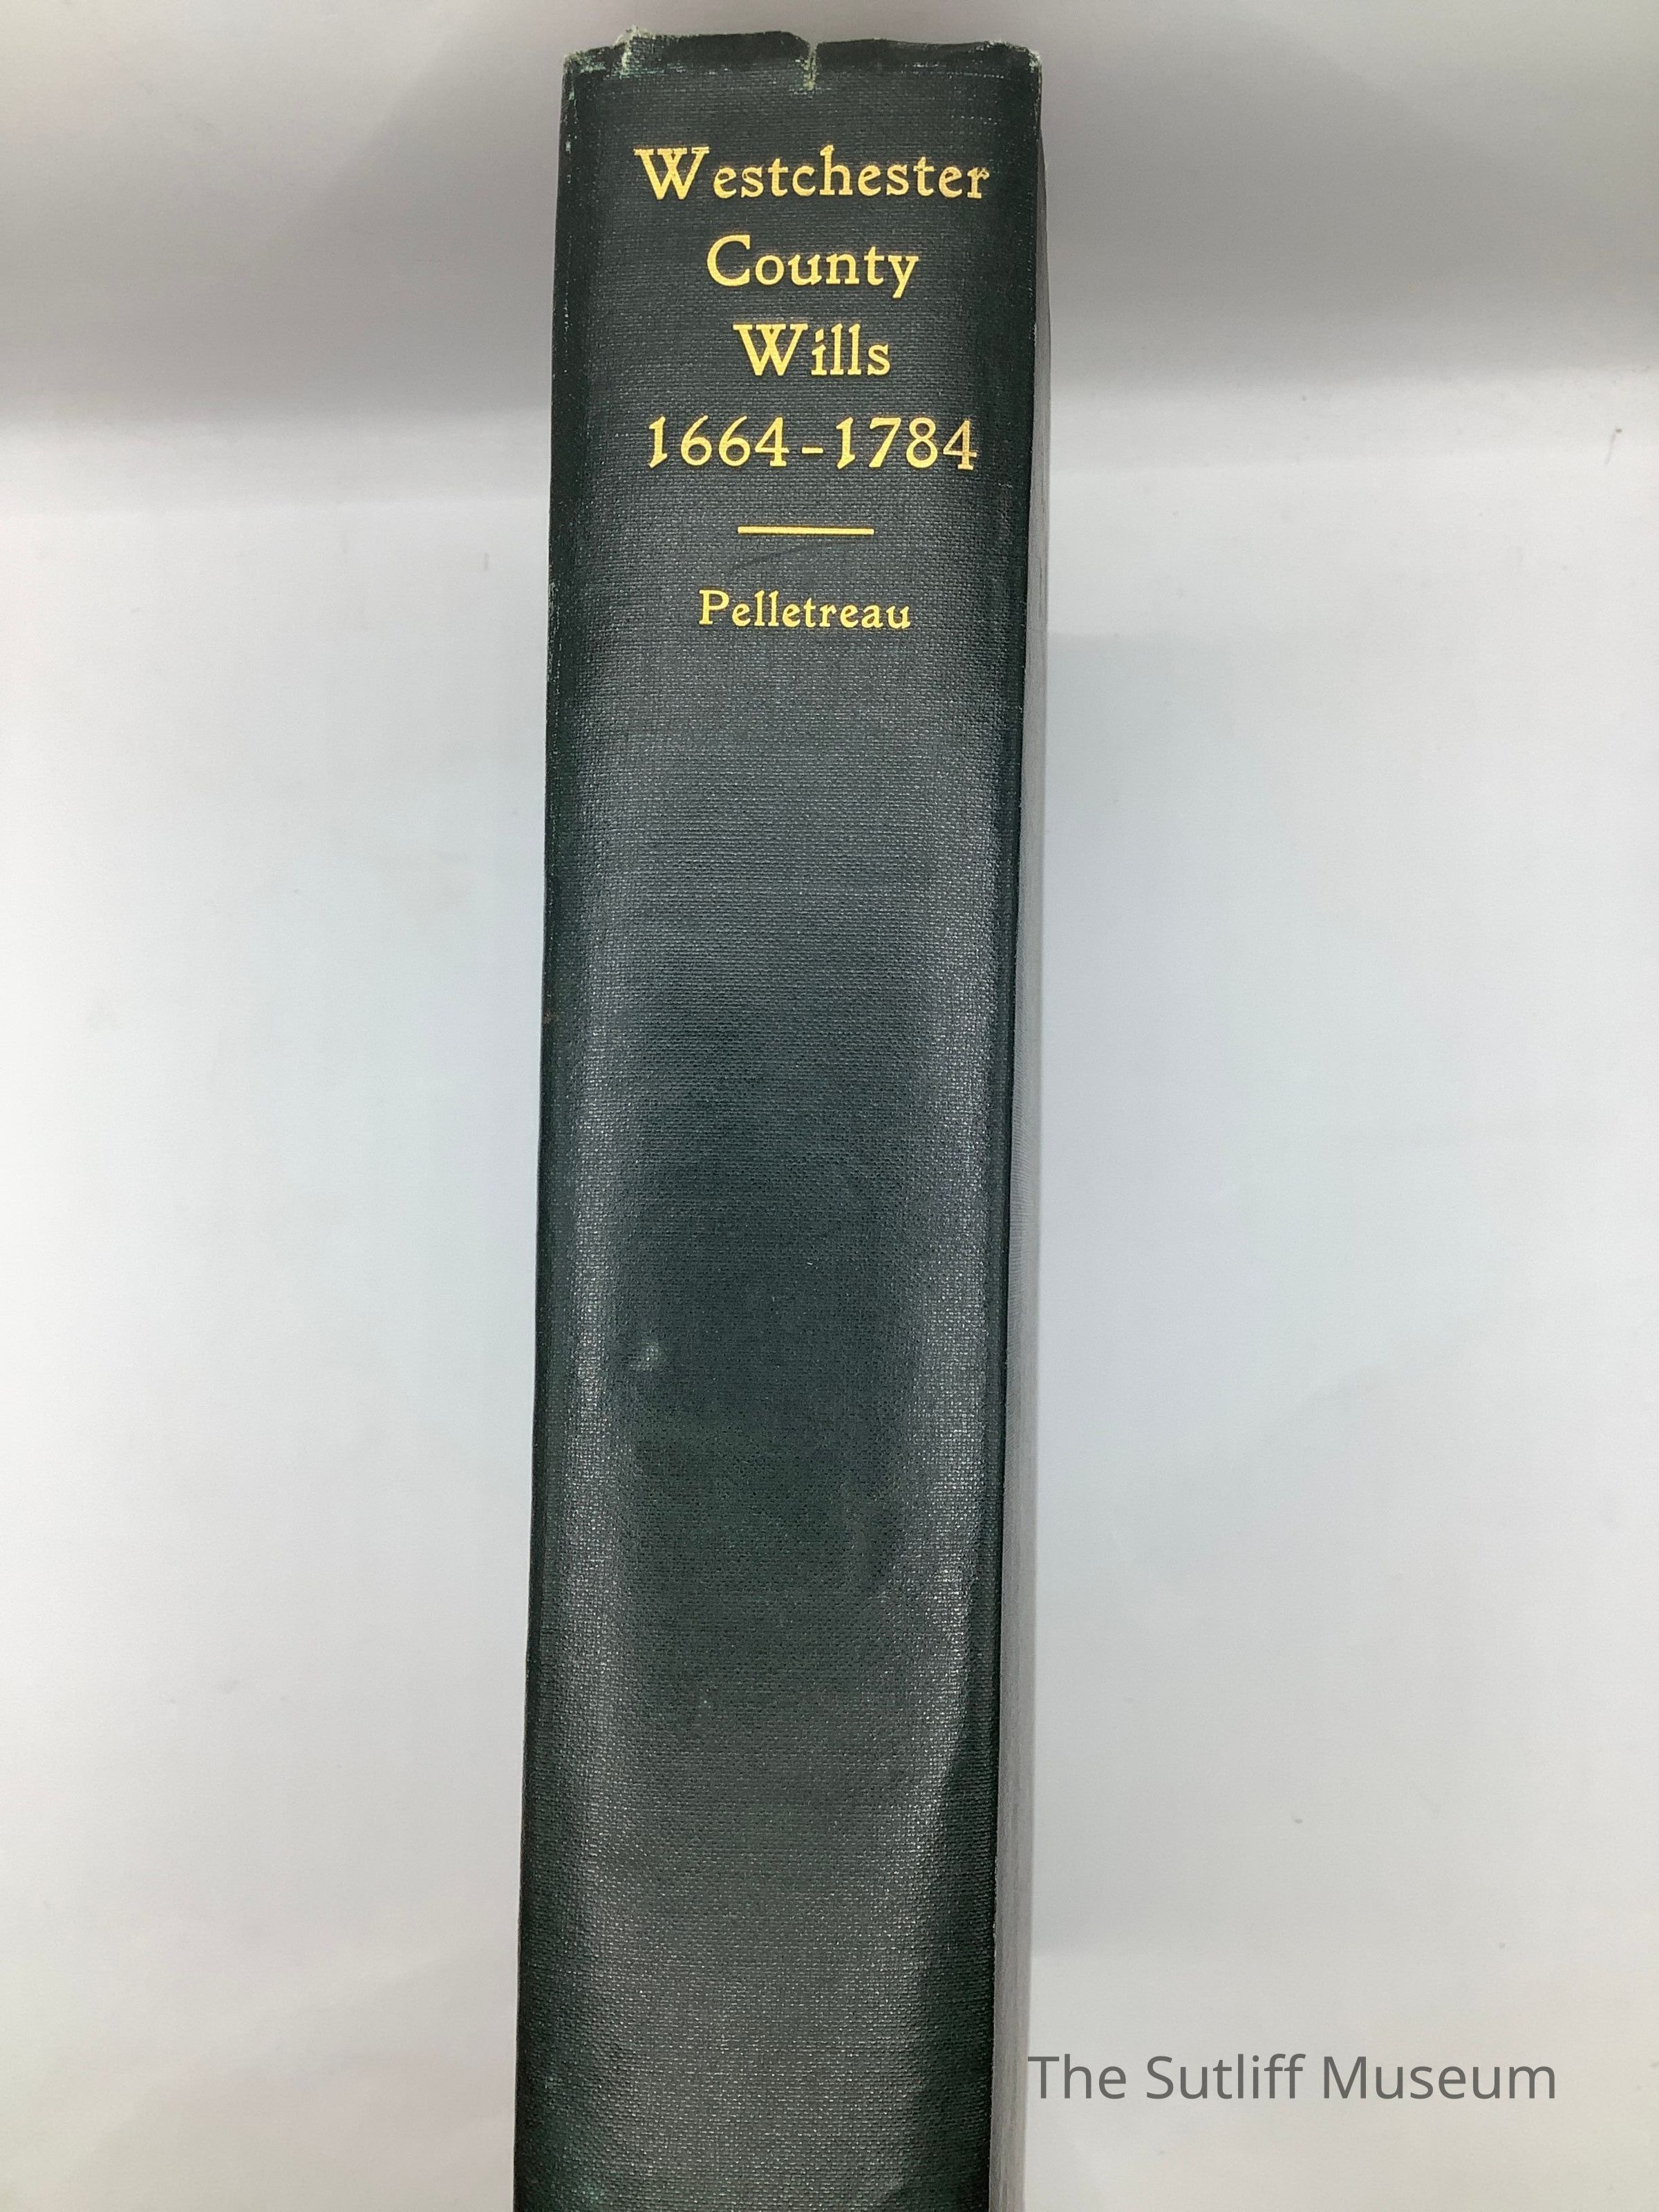 Westchester
County
Wills
1664-1784
Pelletreau
The Sutliff Museum